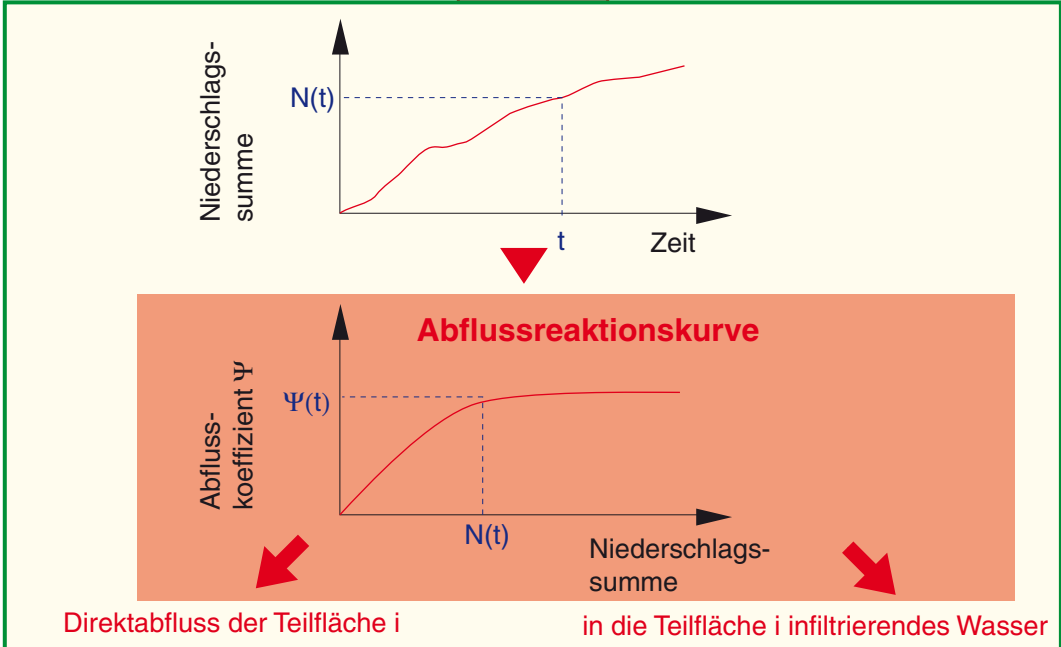 Niederschlags-
summe
N(t)
t
Zeit
Abflussreaktionskurve
Abfluss-
koeffizient Ψ
Ψ(t)
N(t)
Niederschlags-
summe
Direktabfluss der Teilfläche i
in die Teilfläche i infiltrierendes Wasser